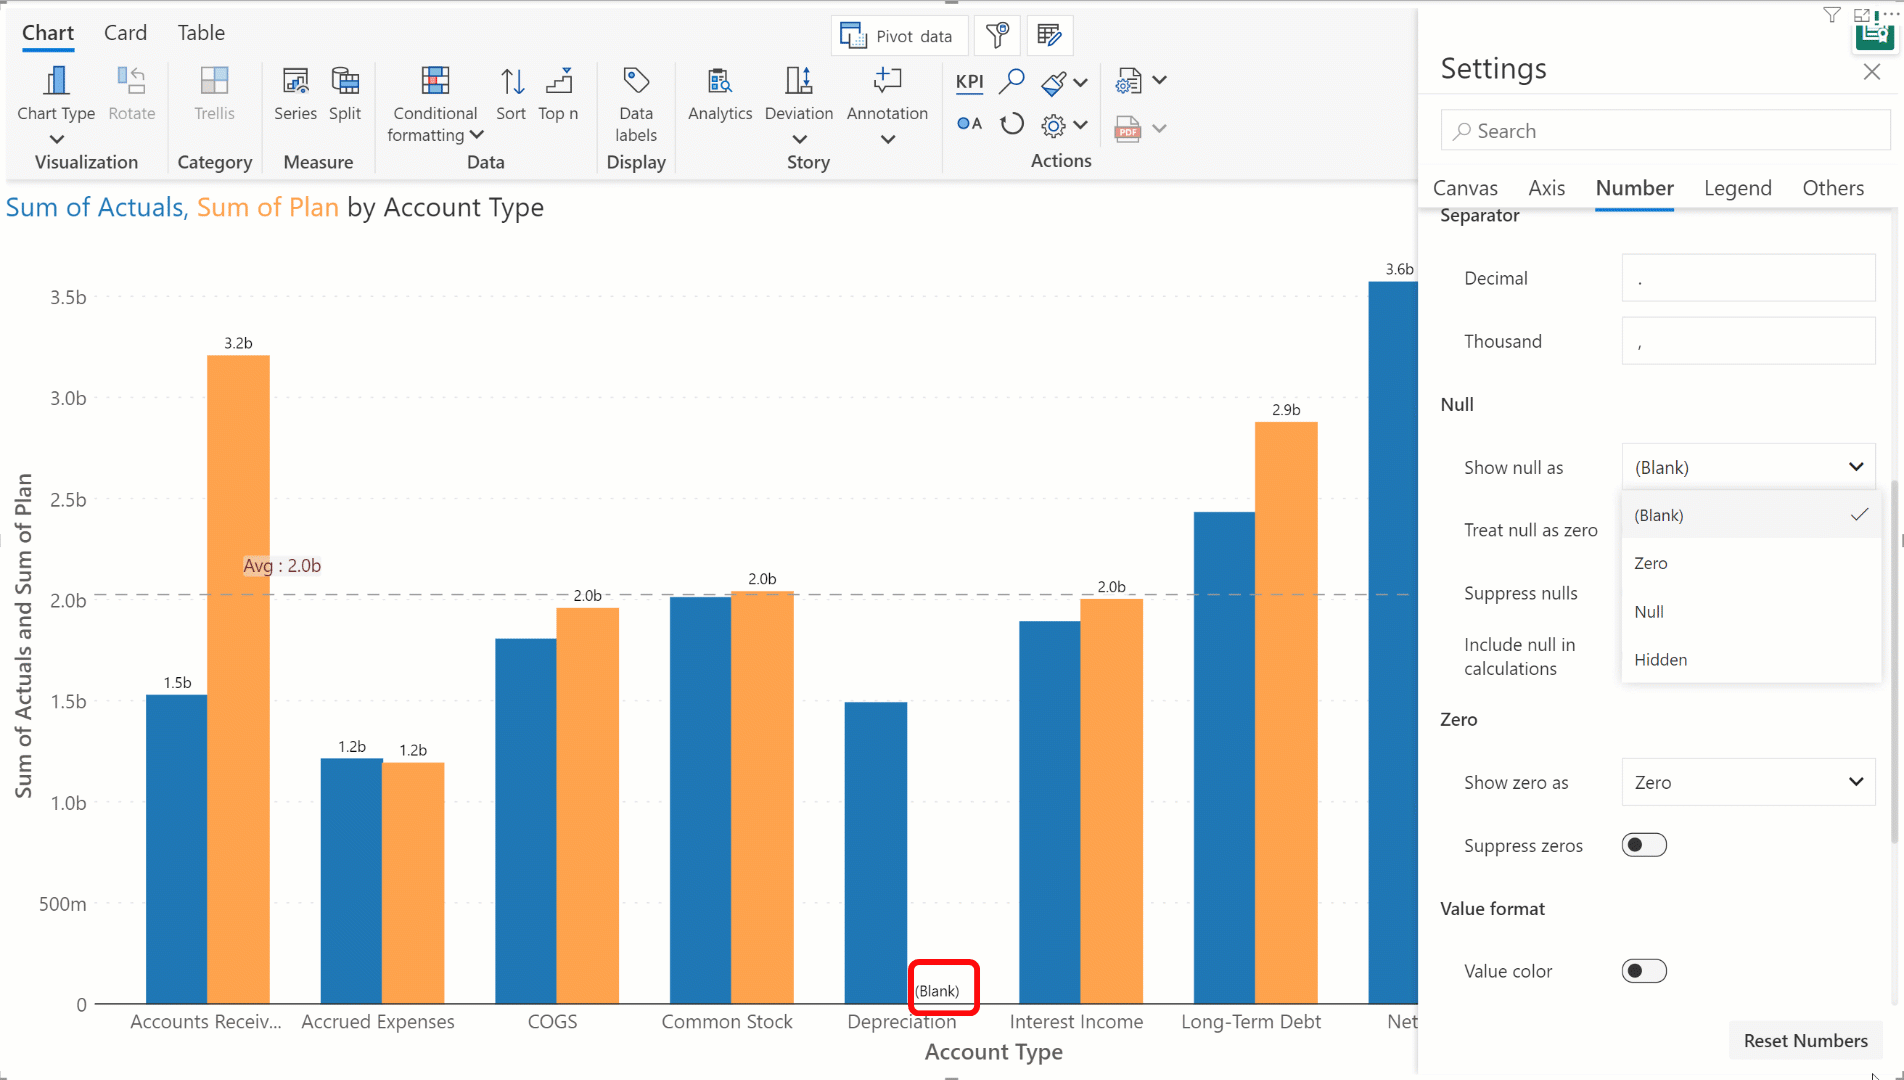 Chart Card Table
Pivot data
Chart Type Rotate Trellis Series Split Conditional formatting Sort Top n Data labels Analytics Deviation Annotation KPI
A
PDF
Visualization Category Measure Data Display Story Actions
Sum of Actuals, Sum of Plan by Account Type
Sum of Actuals and Sum of Plan
3.5b
3.0b
2.5b
2.0b
1.5b
1.0b
500m
0
Avg : 2.0b
1.5b
3.2b
1.2b
1.2b
2.0b
2.0b
(Blank)
2.0b
2.9b
3.6b
Accounts Receiv... Accrued Expenses COGS Common Stock Depreciation Interest Income Long-Term Debt Net
Account Type
Settings
Search
Canvas Axis Number Legend Others
Separator
Decimal .
Thousand ,
Null
Show null as (Blank)
(Blank)
Treat null as zero
Zero
Suppress nulls
Null
Include null in
calculations
Hidden
Zero
Show zero as Zero
Suppress zeros
Value format
Value color
Reset Numbers